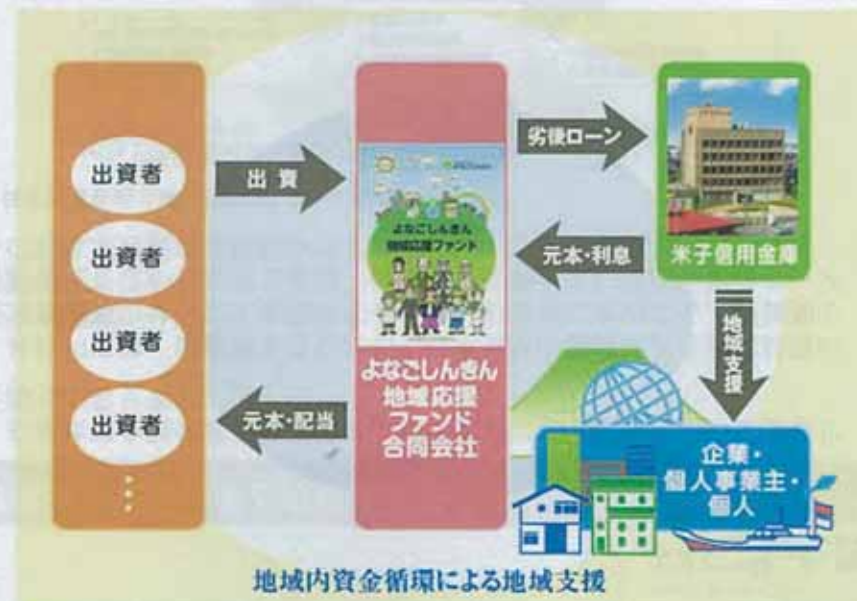 出資者
出資者
出資者
出資者
出資
元本・配当
よなごしんきん
地域応援ファンド
よなごしんきん
地域応援
ファンド
合同会社
劣後ローン
元本・利息
米子信用金庫
地域支援
企業・
個人事業主・
個人
地域内資金循環による地域支援